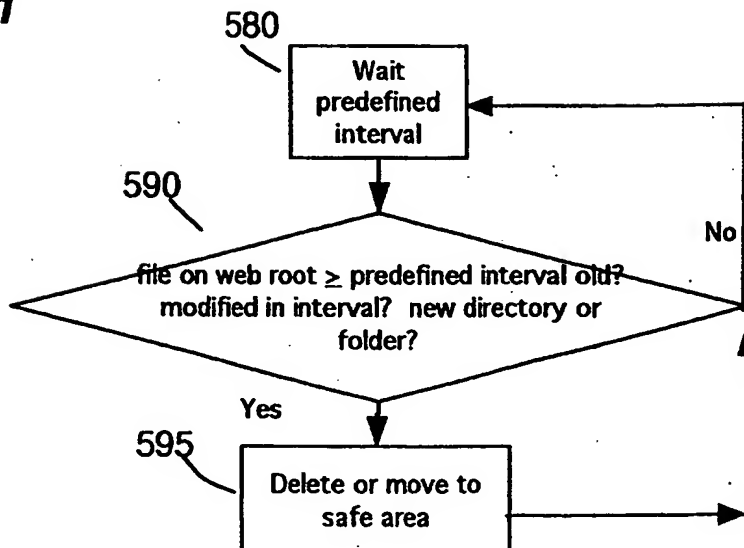 580
Wait
predefined
interval
590
No
file on web root ≥ predefined interval old?
modified in interval? new directory or
folder?
Yes
595
Delete or move to
safe area